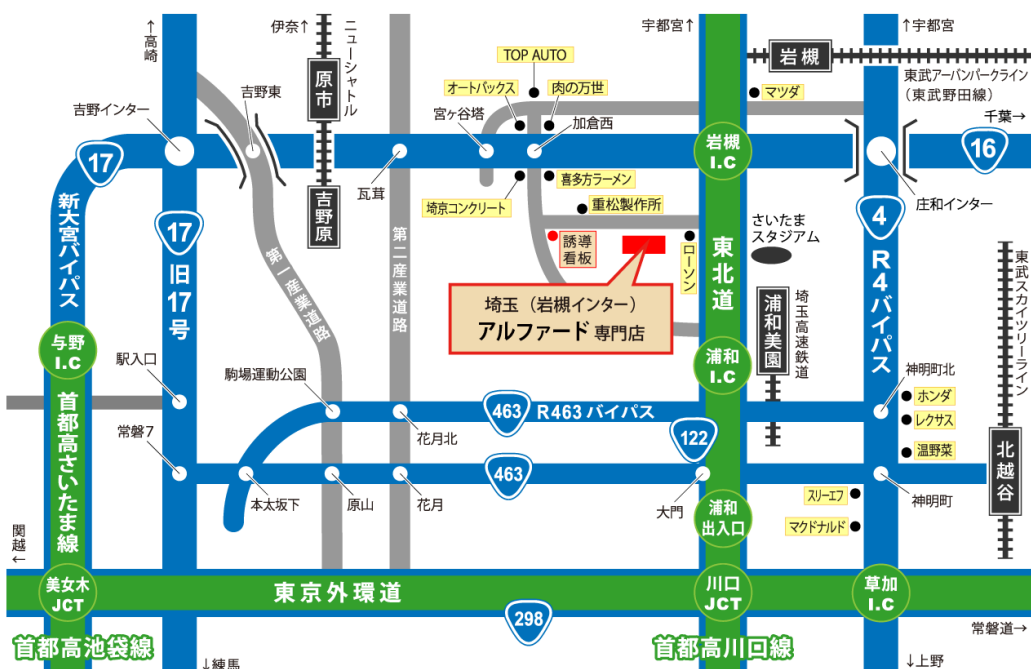 ↑高崎
伊奈↑
ニューシャトル
宇都宮↑
↑宇都宮
原市
TOP AUTO
岩槻
東武アーバンパークライン
(東武野田線)
吉野東
オートバックス
肉の万世
マツダ
吉野インター
宮ヶ谷塔
加倉西
千葉→
17
岩槻
I.C
16
瓦葺
喜多方ラーメン
新大宮バイパス
吉野原
埼京コンクリート
重松製作所
庄和インター
17
旧17号
第一産業道路
第二産業道路
誘導
看板
ローソン
東北道
さいたま
スタジアム
4
R4バイパス
東武スカイツリーライン
埼玉(岩槻インター)
アルファード専門店
浦和美園
埼玉高速鉄道
与野
I.C
駅入口
駒場運動公園
浦和
I.C
神明町北
ホンダ
463
R463バイパス
レクサス
首都高さいたま線
常磐7
花月北
122
温野菜
北越谷
463
本太坂下
原山
花月
大門
スリーエフ
神明町
浦和
出入口
マクドナルド
関越
↓
美女木
JCT
東京外環道
川口
JCT
草加
I.C
298
常磐道→
首都高池袋線
首都高川口線
↓練馬
↓上野